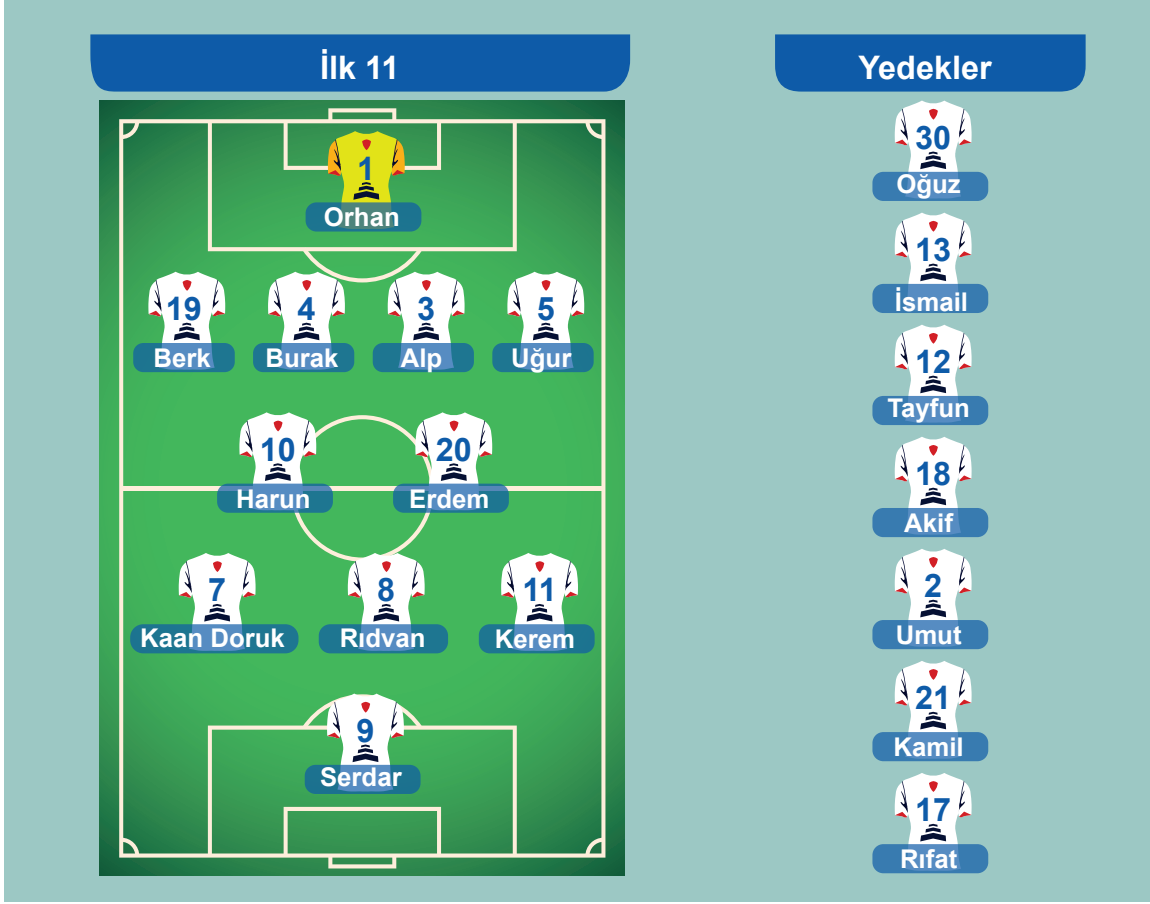 İlk 11
1
Orhan
19
Berk
4
Burak
3
Alp
5
Uğur
10
Harun
20
Erdem
7
Kaan Doruk
8
Rıdvan
11
Kerem
9
Serdar
Yedekler
30
Oğuz
13
İsmail
12
Tayfun
18
Akif
2
Umut
21
Kamil
17
Rıfat